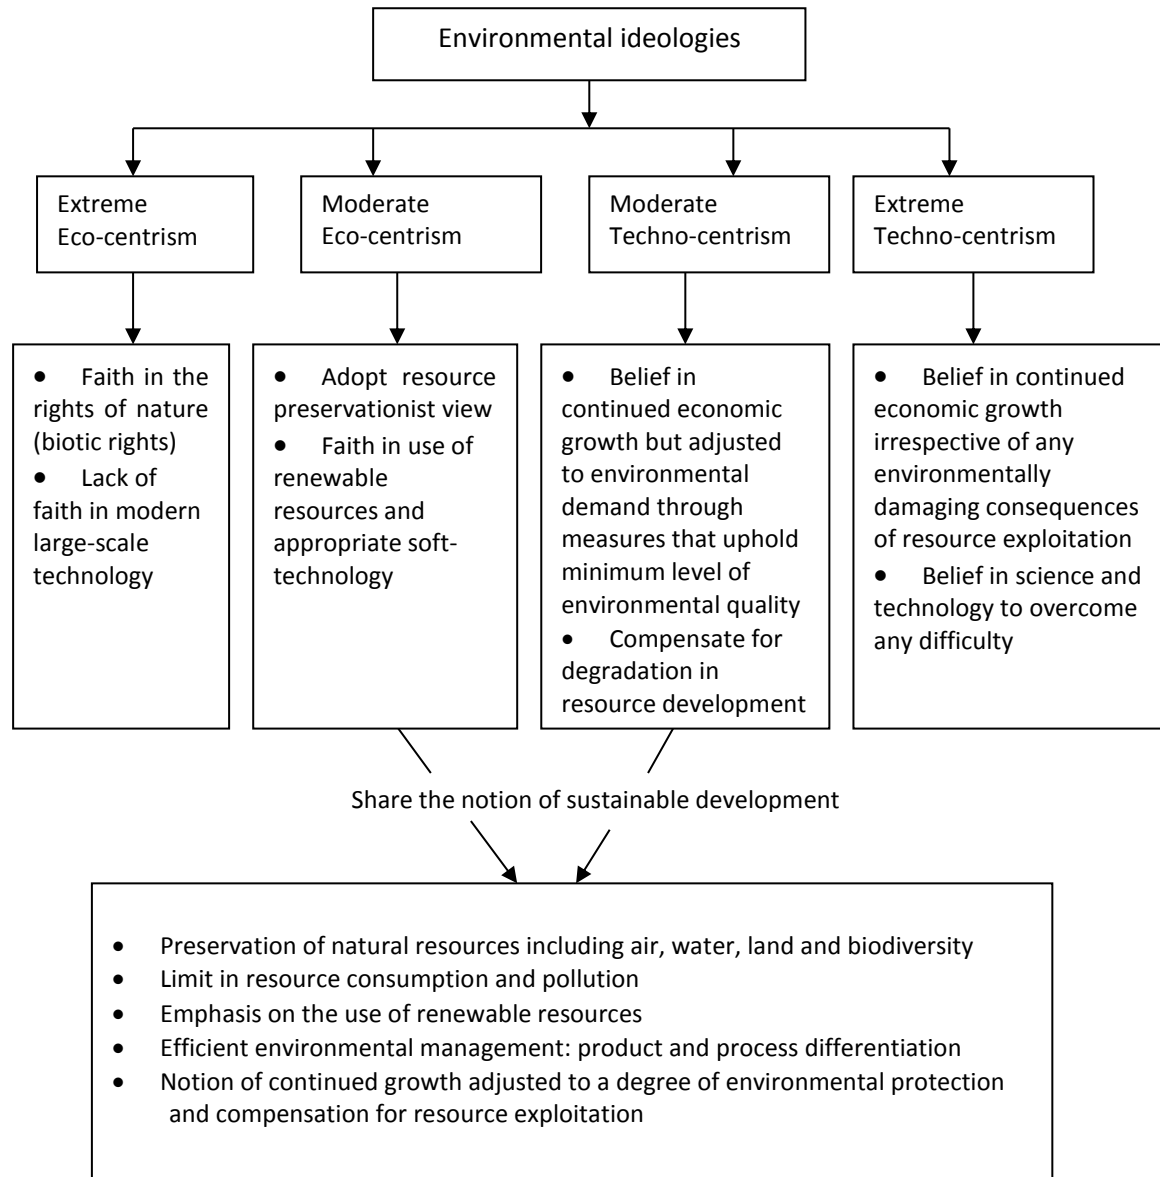 Environmental ideologies
Extreme
Eco-centrism
Moderate
Eco-centrism
Moderate
Techno-centrism
Extreme
Techno-centrism
• Faith in the
rights of nature
(biotic rights)
• Lack of
faith in modern
large-scale
technology
• Adopt resource
preservationist view
• Faith in use of
renewable
resources and
appropriate soft-
technology
• Belief in
continued economic
growth but adjusted
to environmental
demand through
measures that uphold
minimum level of
environmental quality
• Compensate for
degradation in
resource development
• Belief in continued
economic growth
irrespective of any
environmentally
damaging consequences
of resource exploitation
• Belief in science and
technology to overcome
any difficulty
Share the notion of sustainable development
• Preservation of natural resources including air, water, land and biodiversity
• Limit in resource consumption and pollution
• Emphasis on the use of renewable resources
• Efficient environmental management: product and process differentiation
• Notion of continued growth adjusted to a degree of environmental protection
and compensation for resource exploitation